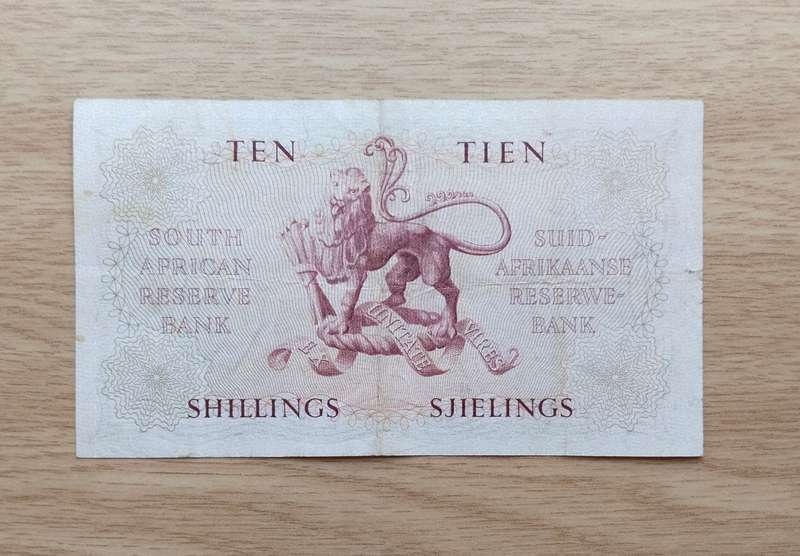 TEN TIEN
SOUTH AFRICAN RESERVE BANK
SUID-AFRIKAANSE RESERWE-BANK
EX UNITATE VIRES
SHILLINGS SJIELINGS